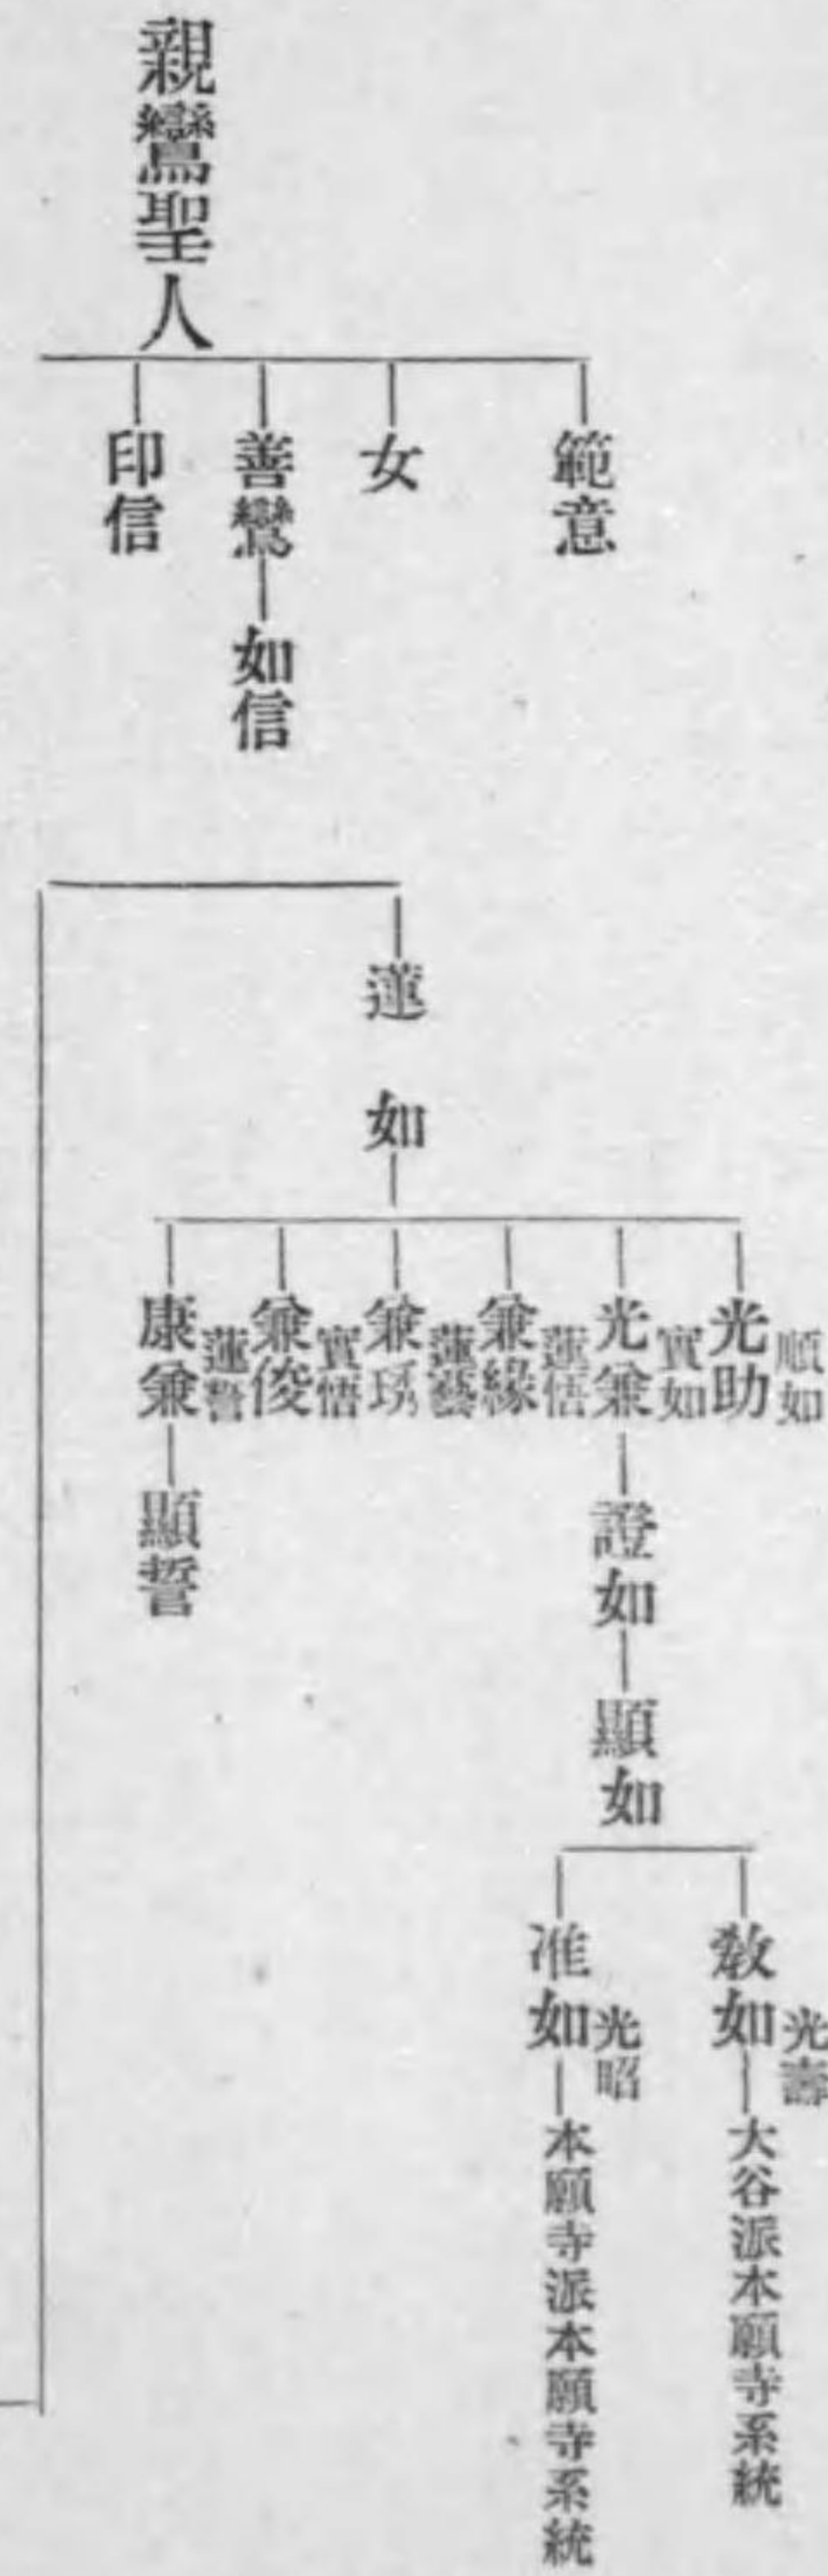 親鸞聖人
範意
女
善鸞
如信
印信
蓮如
順如
光助
實如
光兼
證如
顯如
光壽
敎如
大谷派本願寺系統
光昭
准如
本願寺派本願寺系統
蓮悟
兼緣
蓮藝
兼琇
實悟
兼俊
蓮誓
康兼
顯誓